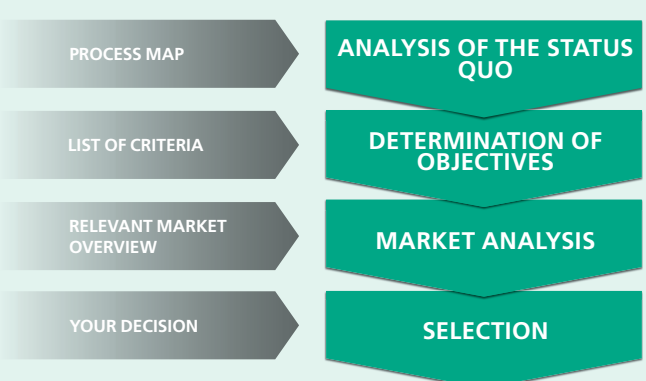 PROCESS MAP
ANALYSIS OF THE STATUS
QUO
LIST OF CRITERIA
DETERMINATION OF
OBJECTIVES
RELEVANT MARKET
OVERVIEW
MARKET ANALYSIS
YOUR DECISION
SELECTION